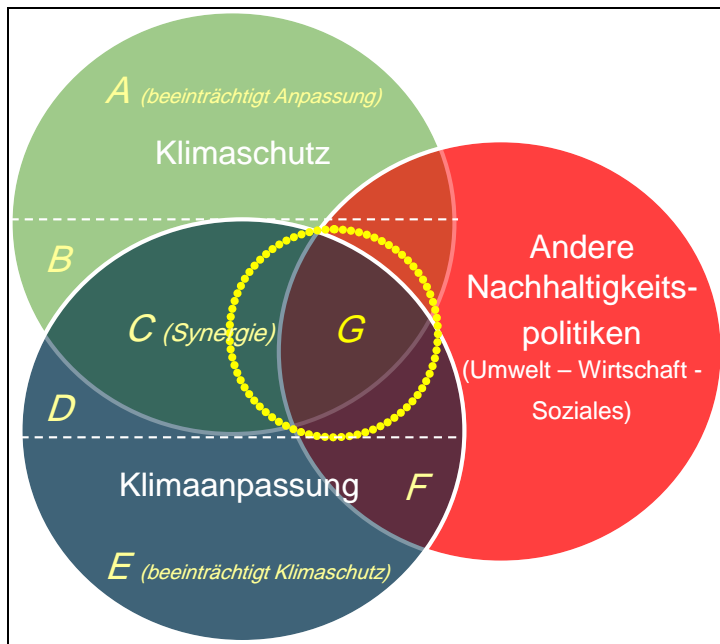 A (beeinträchtigt Anpassung)
Klimaschutz
B
Andere
Nachhaltigkeits-
politiken
(Umwelt – Wirtschaft -
Soziales)
C (Synergie)
G
D
Klimaanpassung
F
E (beeinträchtigt Klimaschutz)